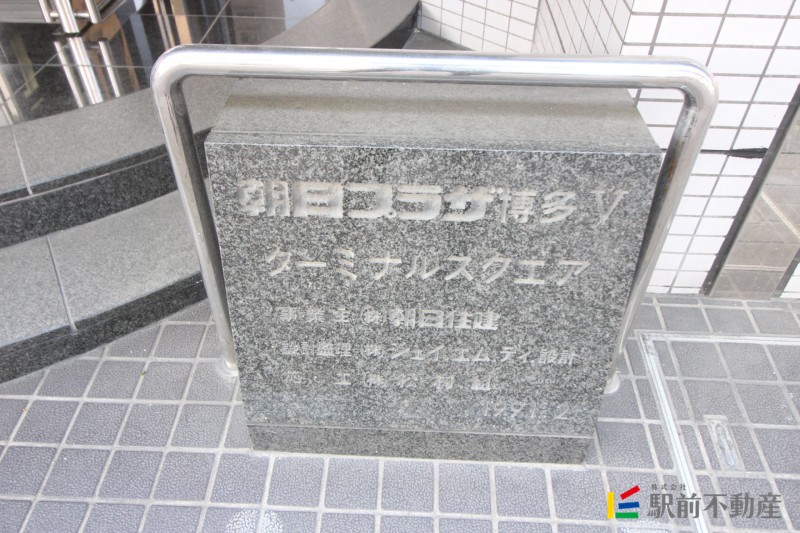 朝日プラザ博多V
ターミナルスクエア
事業主 ㈱朝日住建
設計監理 ㈱ジェイ.エム.ディ.設計
施工 ㈱松村組
株式会社
駅前不動産